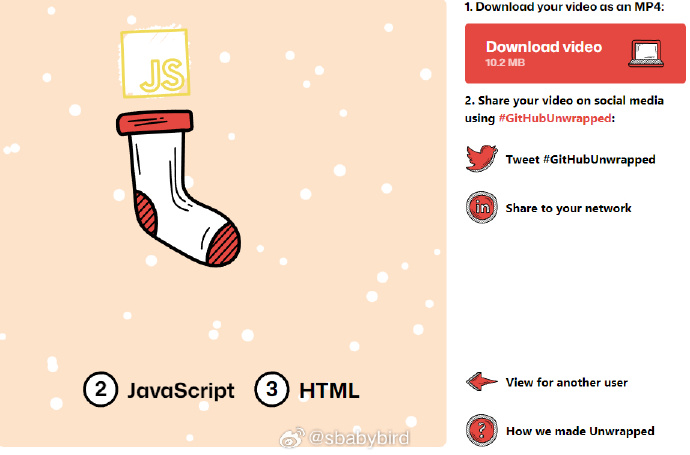 JS
2 JavaScript 3 HTML
@sbabybird
1. Download your video as an MP4:
Download video
10.2 MB
2. Share your video on social media
using #GitHubUnwrapped:
Tweet #GitHubUnwrapped
in Share to your network
View for another user
? How we made Unwrapped